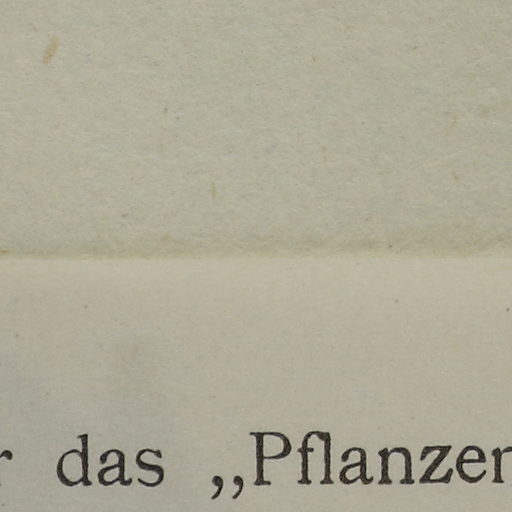 r das „Pflanzen